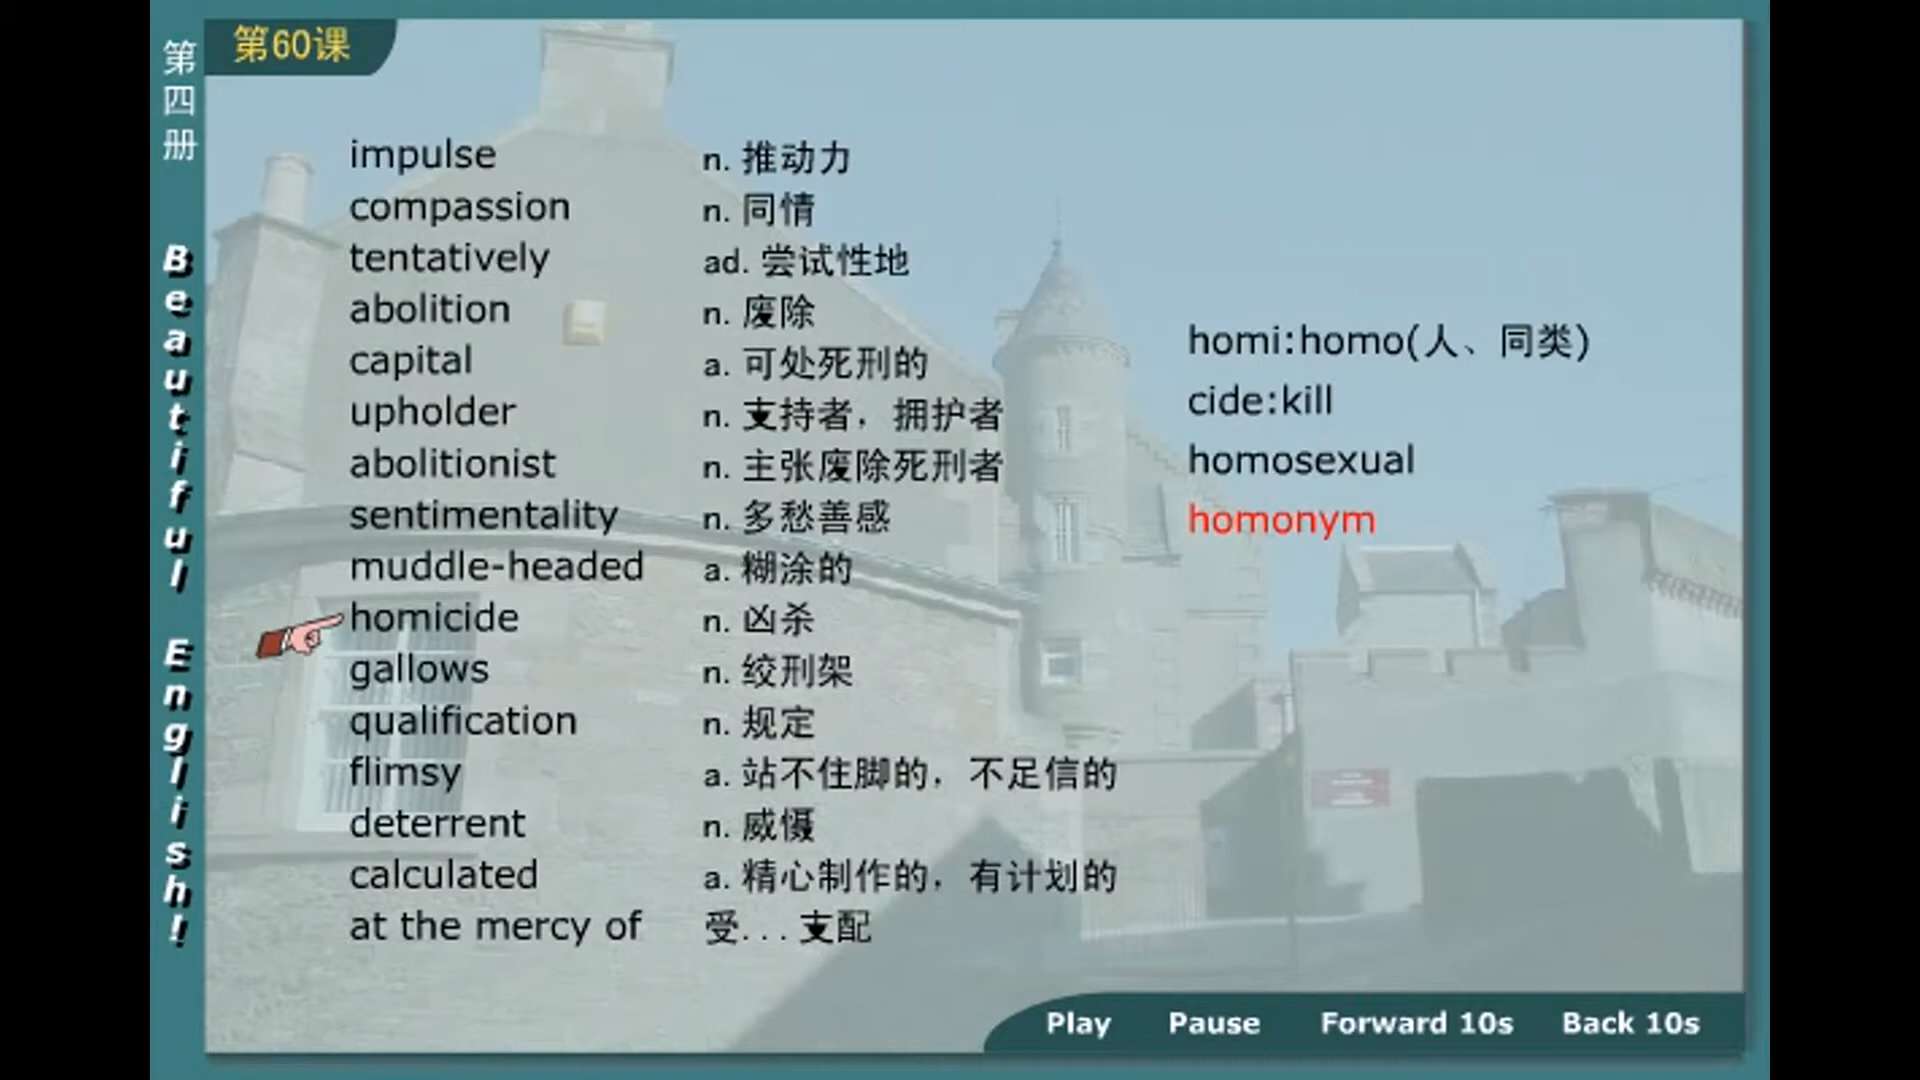 第四册
Beautiful English!
第60课
impulse n. 推动力
compassion n. 同情
tentatively ad. 尝试性地
abolition n. 废除
capital a. 可处死刑的
upholder n. 支持者，拥护者
abolitionist n. 主张废除死刑者
sentimentality n. 多愁善感
muddle-headed a. 糊涂的
homicide n. 凶杀
gallows n. 绞刑架
qualification n. 规定
flimsy a. 站不住脚的，不足信的
deterrent n. 威慑
calculated a. 精心制作的，有计划的
at the mercy of 受...支配
homi:homo(人、同类)
cide:kill
homosexual
homonym
Play Pause Forward 10s Back 10s